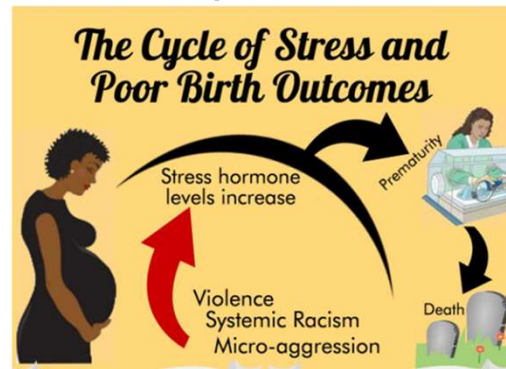 The Cycle of Stress and
Poor Birth Outcomes
Stress hormone
levels increase
Prematurity
Violence
Systemic Racism
Micro-aggression
Death